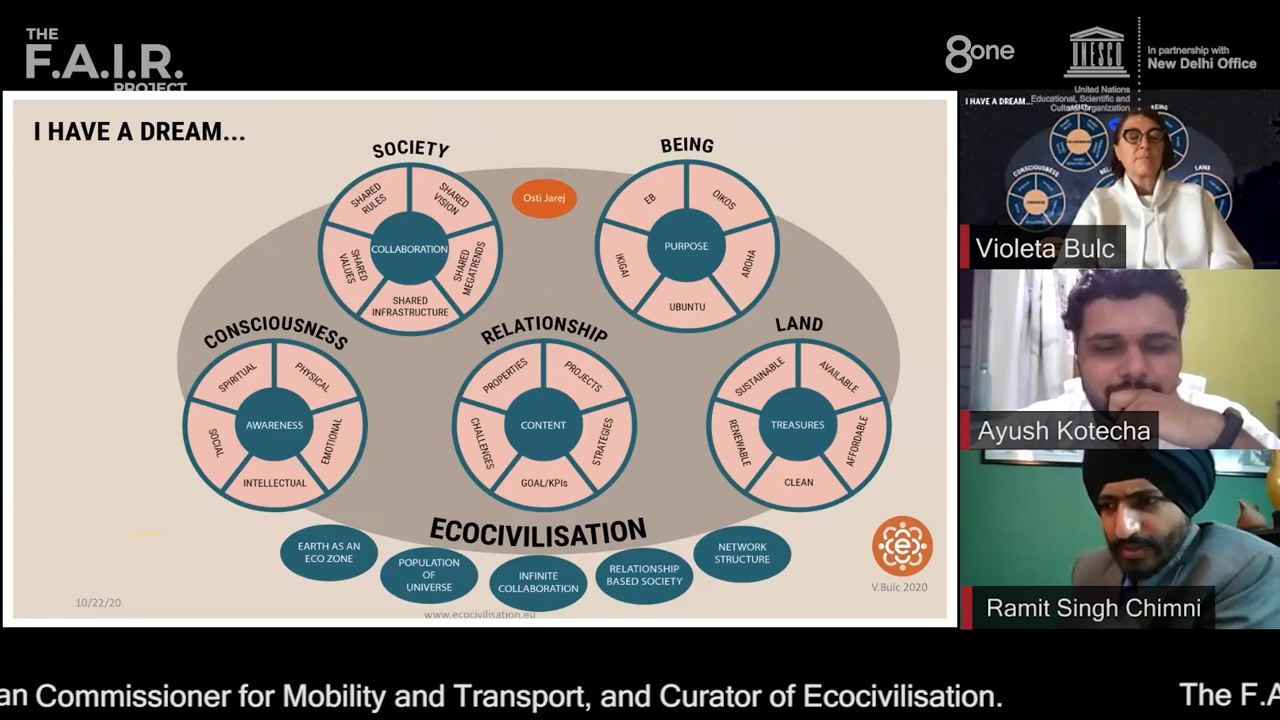 THE
F.A.I.R.
PROJECT
8one
UNESCO
In partnership with
New Delhi Office
United Nations
Educational, Scientific and
Cultural Organization
I HAVE A DREAM...
SOCIETY
SHARED
RULES
SHARED
VISION
SHARED
VALUES
COLLABORATION
SHARED
MEGATRENDS
SHARED
INFRASTRUCTURE
Osti Jarej
BEING
EB
OIKOS
IKIGAI
PURPOSE
AROHA
UBUNTU
CONSCIOUSNESS
SPIRITUAL
PHYSICAL
SOCIAL
AWARENESS
EMOTIONAL
INTELLECTUAL
RELATIONSHIP
PROPERTIES
PROJECTS
CHALLENGES
CONTENT
STRATEGIES
GOAL/KPIs
LAND
SUSTAINABLE
AVAILABLE
RENEWABLE
TREASURES
AFFORDABLE
CLEAN
ECOCIVILISATION
EARTH AS AN
ECO ZONE
POPULATION
OF
UNIVERSE
INFINITE
COLLABORATION
RELATIONSHIP
BASED SOCIETY
NETWORK
STRUCTURE
e
V.Bulc 2020
10/22/20
www.ecocivilisation.eu
I HAVE A DREAM...
CONSCIOUSNESS
LAND
Violeta Bulc
Ayush Kotecha
Ramit Singh Chimni
an Commissioner for Mobility and Transport, and Curator of Ecocivilisation.
The F.A